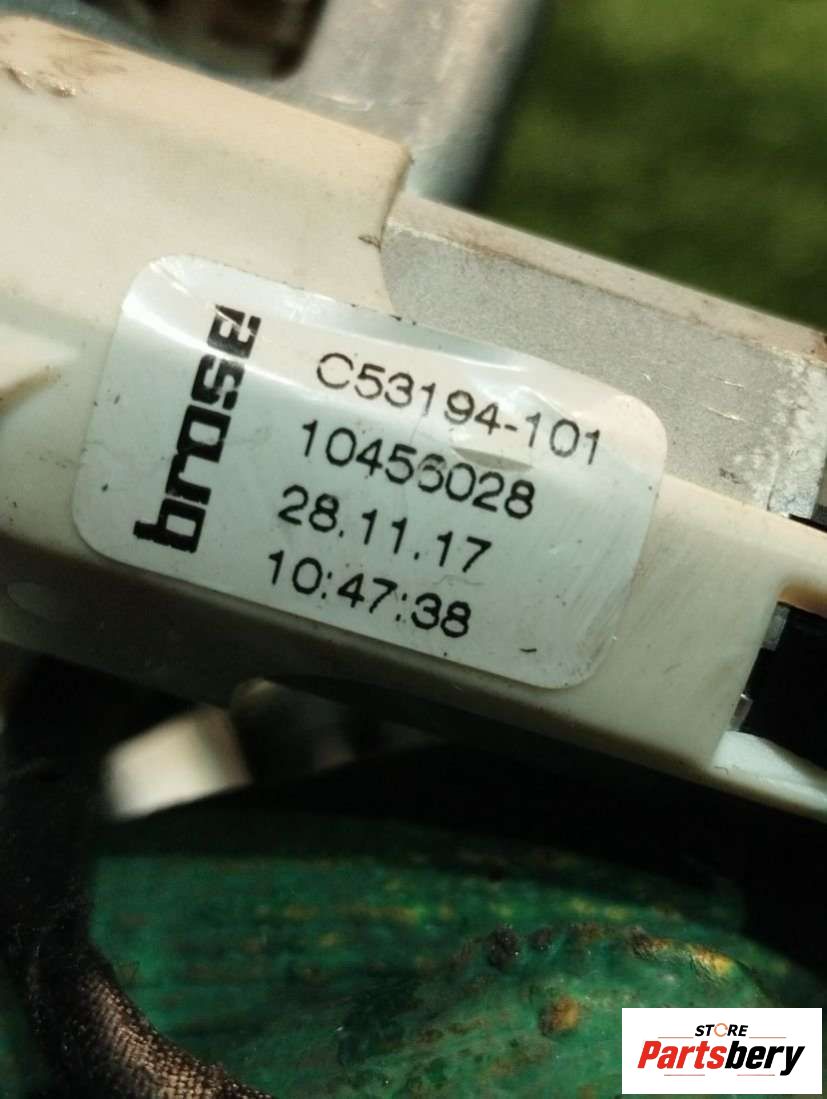 brose
C53194-101
10456028
28.11.17
10:47:38
STORE
Partsbery